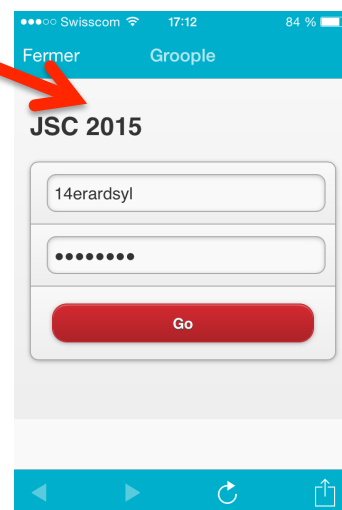 Swisscom 17:12 84 %
Fermer Groople
JSC 2015
14erardsyl
••••••••
Go